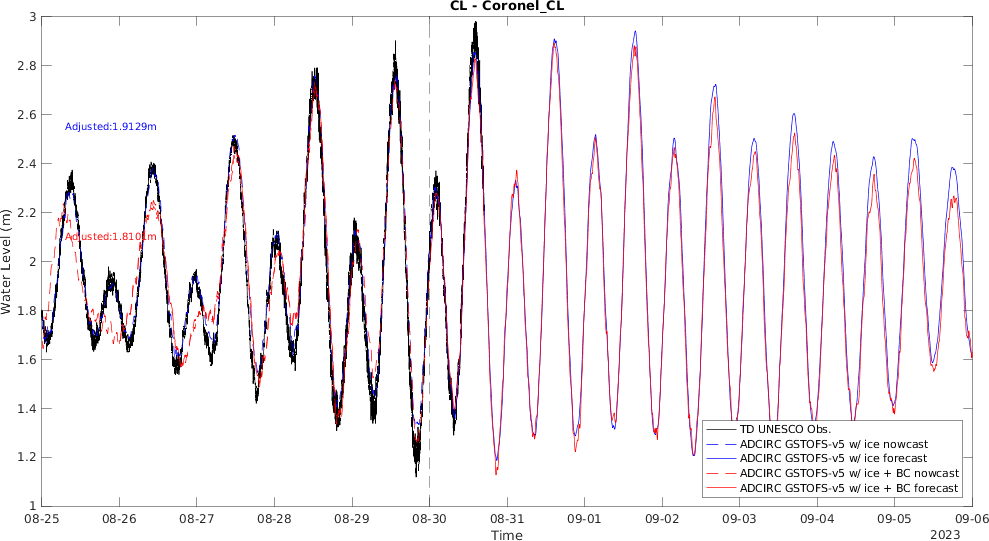 CL - Coronel_CL
3
2.8
2.6
2.4
2.2
2
1.8
1.6
1.4
1.2
1
Water Level (m)
Adjusted:1.9129m
Adjusted:1.8101m
TD UNESCO Obs.
ADCIRC GSTOFS-v5 w/ ice nowcast
ADCIRC GSTOFS-v5 w/ ice forecast
ADCIRC GSTOFS-v5 w/ ice + BC nowcast
ADCIRC GSTOFS-v5 w/ ice + BC forecast
08-25 08-26 08-27 08-28 08-29 08-30 08-31 09-01 09-02 09-03 09-04 09-05 09-06
Time
2023